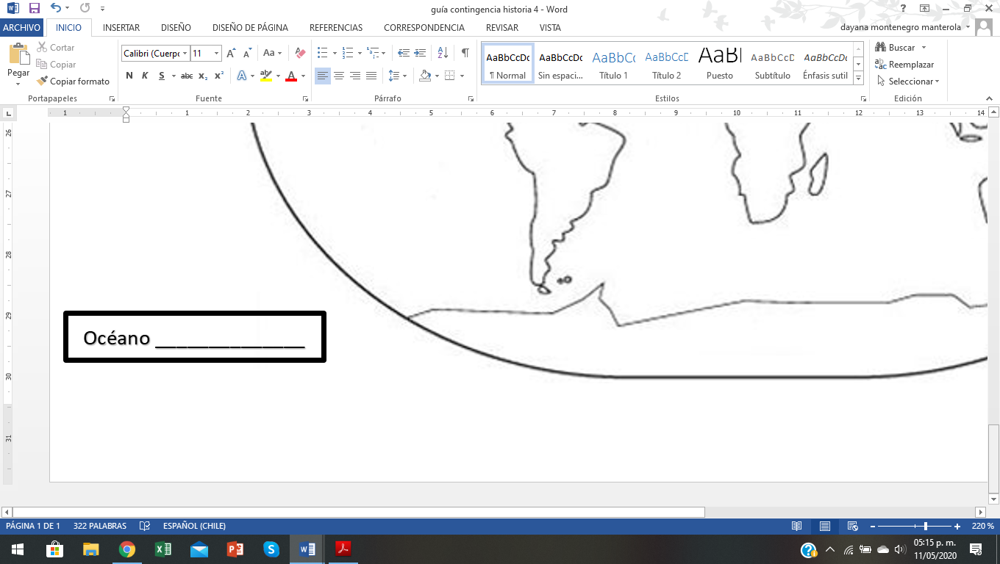 guía contingencia historia 4 - Word
ARCHIVO INICIO INSERTAR DISEÑO DISEÑO DE PÁGINA REFERENCIAS CORRESPONDENCIA REVISAR VISTA
dayana montenegro manterola
Pegar
Cortar
Copiar
Copiar formato
Portapapeles
Calibri (Cuerpo 11
N K S abc x₂ x²
Fuente
Párrafo
AaBbCcDc AaBbCcDc AaBbCc AaBbCcD AaB AaBbCcD AaBbCcDc
¶ Normal Sin espaci... Título 1 Título 2 Puesto Subtítulo Énfasis sutil
Estilos
Buscar
Reemplazar
Seleccionar
Edición
1 1 2 3 4 5 6 7 8 9 10 11 12 13 14
26
27
28
29
30
31
Océano ______________
PÁGINA 1 DE 1 322 PALABRAS ESPAÑOL (CHILE) 220 %
05:15 p. m.
11/05/2020